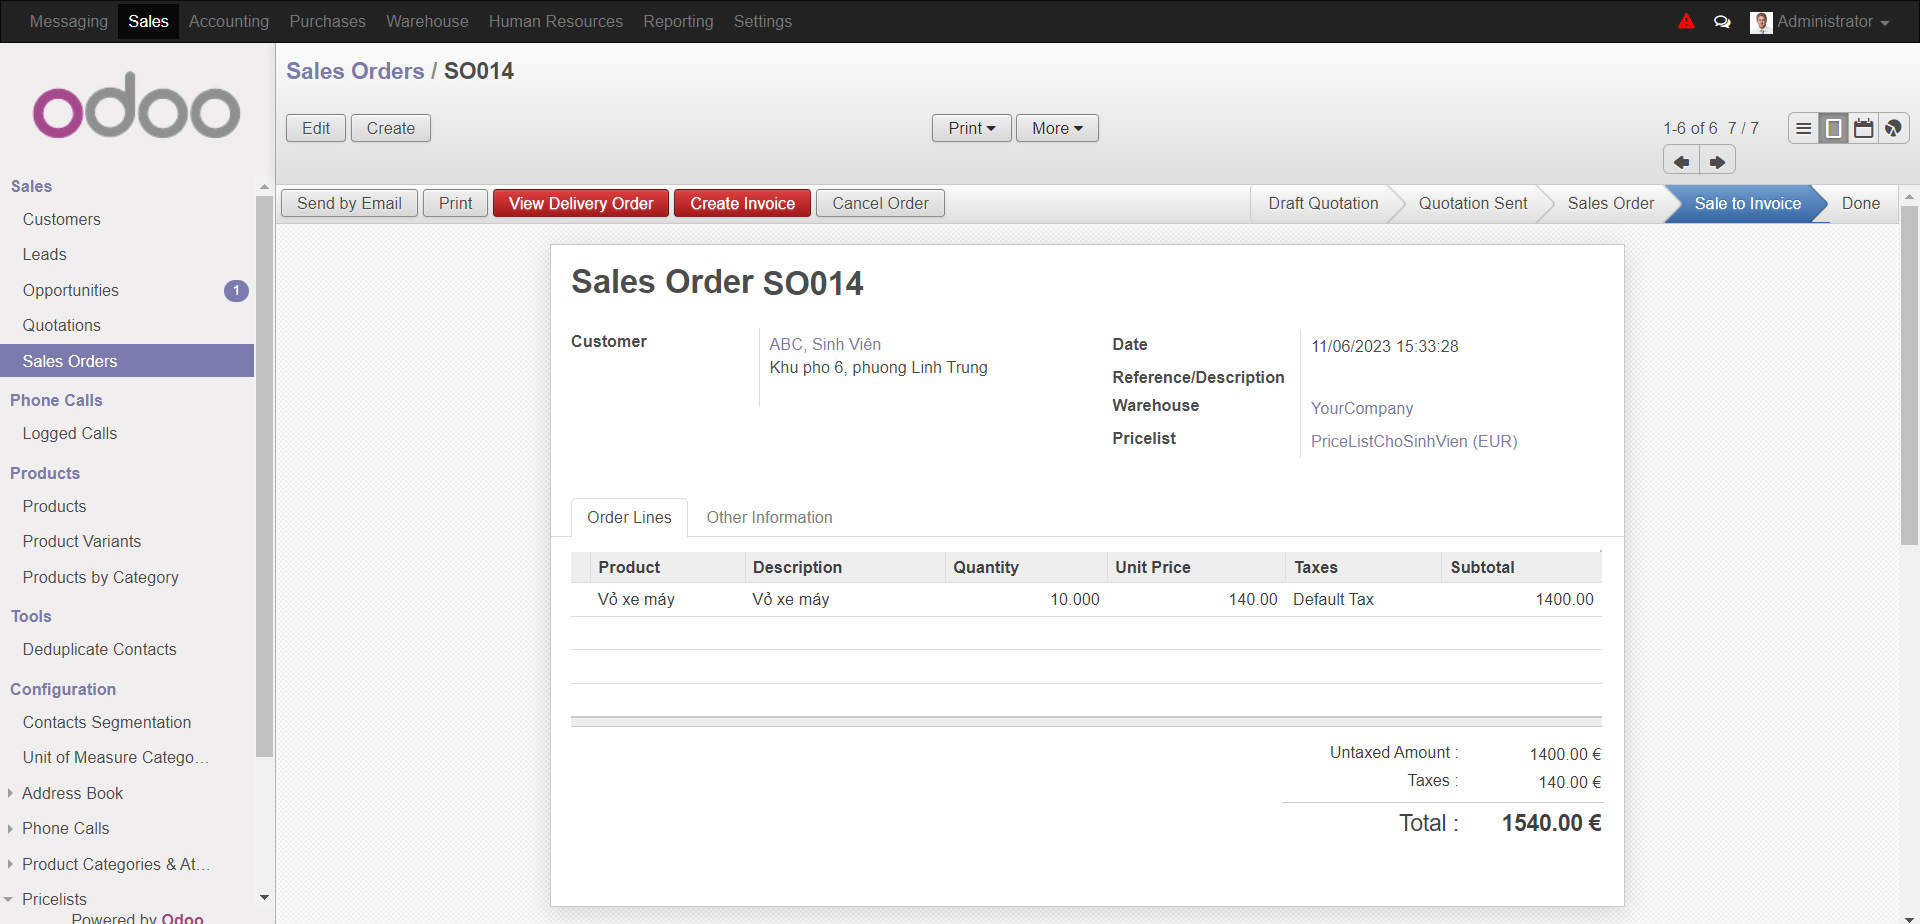 Messaging Sales Accounting Purchases Warehouse Human Resources Reporting Settings Administrator
odoo
Sales Orders / SO014
Edit Create Print More 1-6 of 6 7 / 7
Send by Email Print View Delivery Order Create Invoice Cancel Order Draft Quotation Quotation Sent Sales Order Sale to Invoice Done
Sales
Customers
Leads
Opportunities 1
Quotations
Sales Orders
Phone Calls
Logged Calls
Products
Products
Product Variants
Products by Category
Tools
Deduplicate Contacts
Configuration
Contacts Segmentation
Unit of Measure Catego...
Address Book
Phone Calls
Product Categories & At...
Pricelists
Powered by Odoo
Sales Order SO014
Customer
ABC, Sinh Viên
Khu pho 6, phuong Linh Trung
Date 11/06/2023 15:33:28
Reference/Description
Warehouse YourCompany
Pricelist PriceListChoSinhVien (EUR)
Order Lines Other Information
Product Description Quantity Unit Price Taxes Subtotal
Vỏ xe máy Vỏ xe máy 10.000 140.00 Default Tax 1400.00
Untaxed Amount : 1400.00 €
Taxes : 140.00 €
Total : 1540.00 €